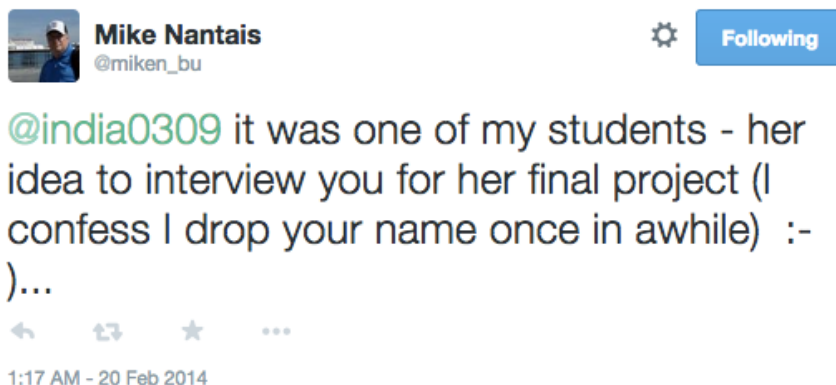 Mike Nantais
@miken_bu
Following
@india0309 it was one of my students - her
idea to interview you for her final project (I
confess I drop your name once in awhile)  :-
)...
1:17 AM - 20 Feb 2014